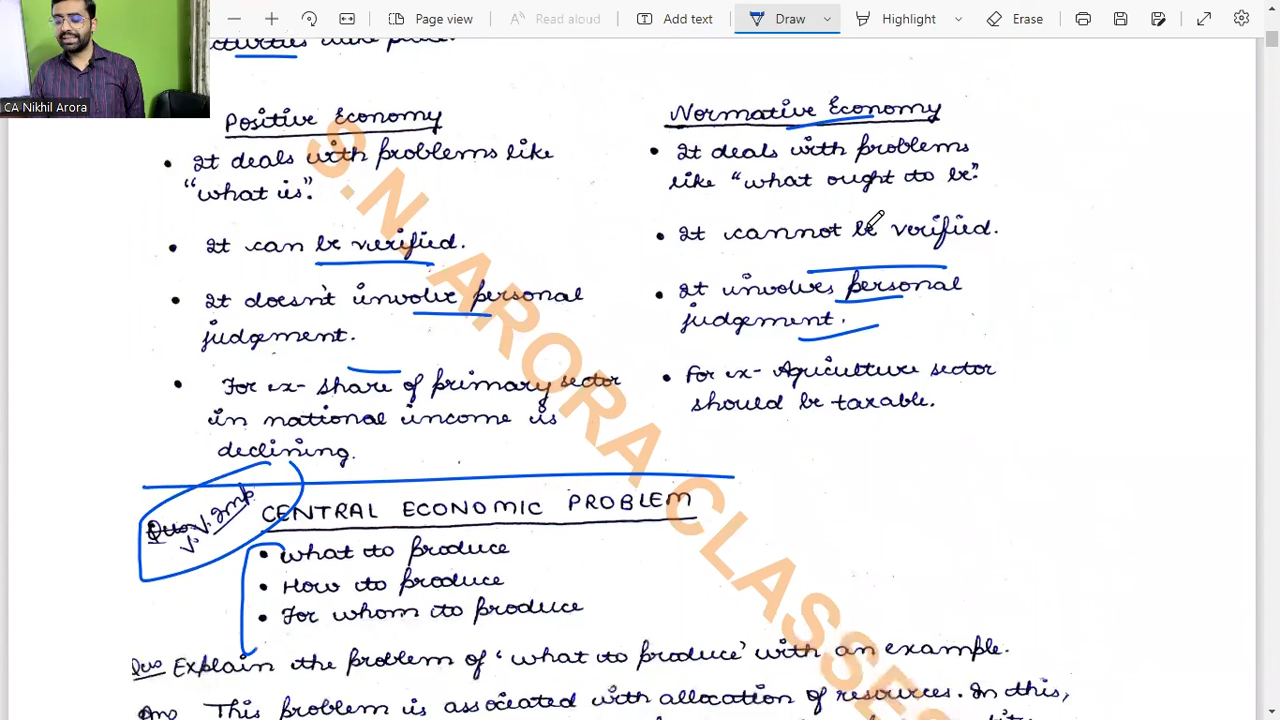 Page view
Read aloud
Add text
Draw
Highlight
Erase
CA Nikhil Arora
Positive Economy
• It deals with problems like
"what is".
• It can be verified.
• It doesn't involve personal
judgement.
• For ex- share of primary sector
in national income is
declining.
Normative Economy
• It deals with problems
like "what ought to be".
• It cannot be verified.
• It involves personal
judgement.
• For ex- Agriculture sector
should be taxable.
S.N. ARORA CLASSES
V.V. Imp
CENTRAL ECONOMIC PROBLEM
• What to produce
• How to produce
• For whom to produce
Ques Explain the problem of 'what to produce' with an example.
Ans This problem is associated with allocation of resources. In this,